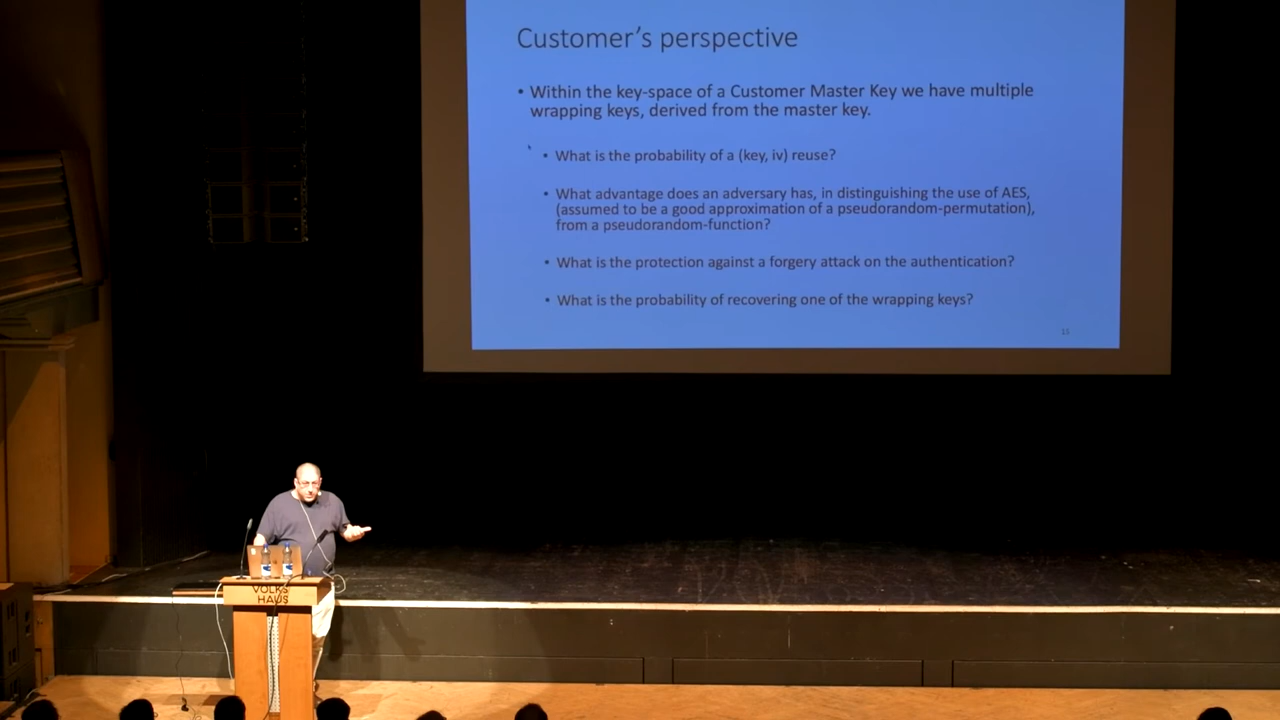 Customer's perspective
• Within the key-space of a Customer Master Key we have multiple
wrapping keys, derived from the master key.
• What is the probability of a (key, iv) reuse?
• What advantage does an adversary has, in distinguishing the use of AES,
(assumed to be a good approximation of a pseudorandom-permutation),
from a pseudorandom-function?
• What is the protection against a forgery attack on the authentication?
• What is the probability of recovering one of the wrapping keys?
15
VOLKS
HAUS